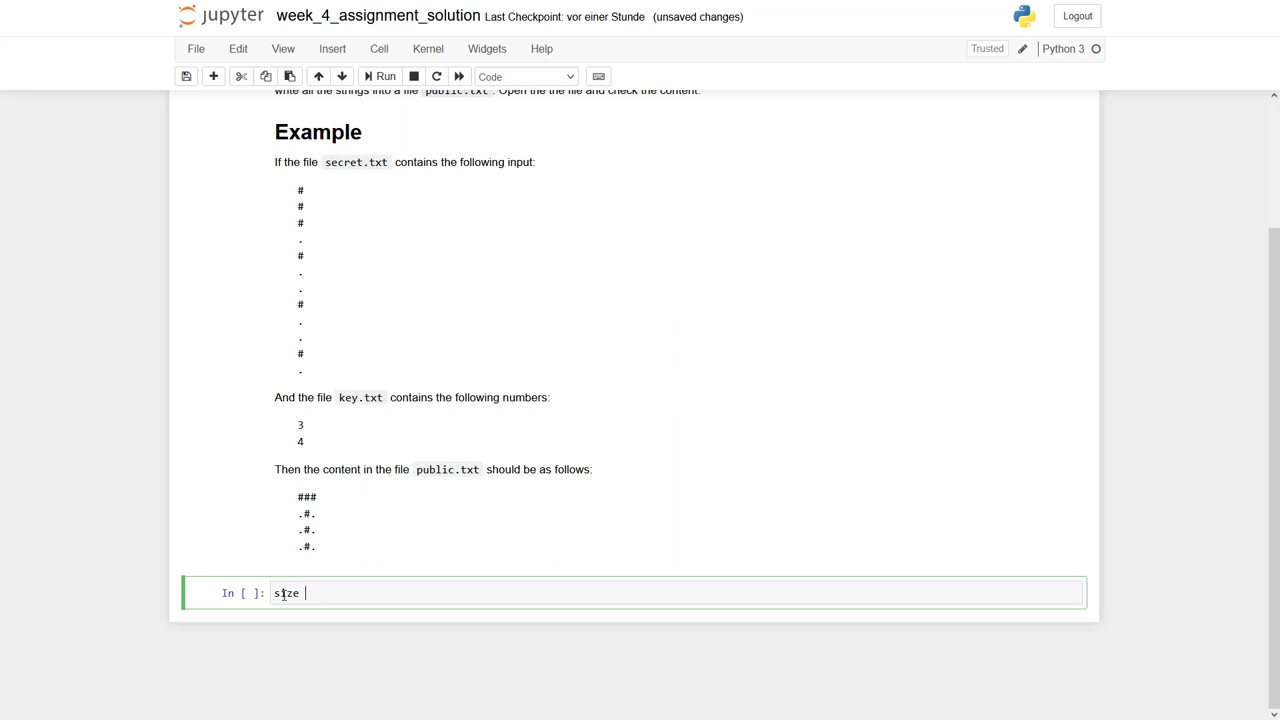 jupyter week_4_assignment_solution Last Checkpoint: vor einer Stunde (unsaved changes) Logout
File Edit View Insert Cell Kernel Widgets Help Trusted Python 3
Run Code
write all the strings into a file public.txt. Open the the file and check the content.
Example
If the file secret.txt contains the following input:
#
#
#
.
#
.
.
#
.
.
#
.
And the file key.txt contains the following numbers:
3
4
Then the content in the file public.txt should be as follows:
###
.#.
.#.
.#.
In [ ]: size